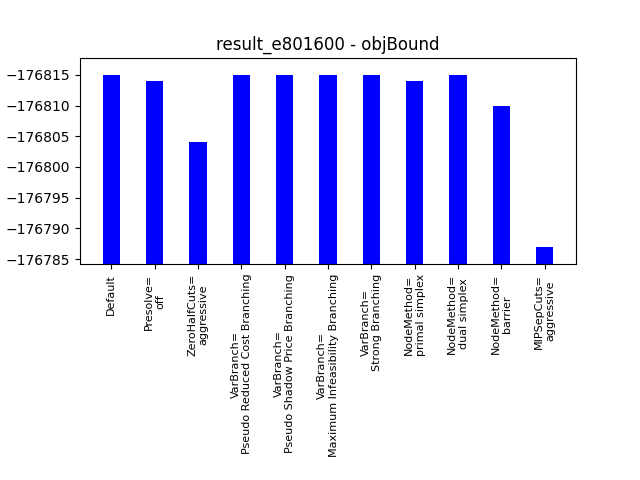 result_e801600 - objBound
−176815
−176810
−176805
−176800
−176795
−176790
−176785
Default
Presolve=
off
ZeroHalfCuts=
aggressive
VarBranch=
Pseudo Reduced Cost Branching
VarBranch=
Pseudo Shadow Price Branching
VarBranch=
Maximum Infeasibility Branching
VarBranch=
Strong Branching
NodeMethod=
primal simplex
NodeMethod=
dual simplex
NodeMethod=
barrier
MIPSepCuts=
aggressive